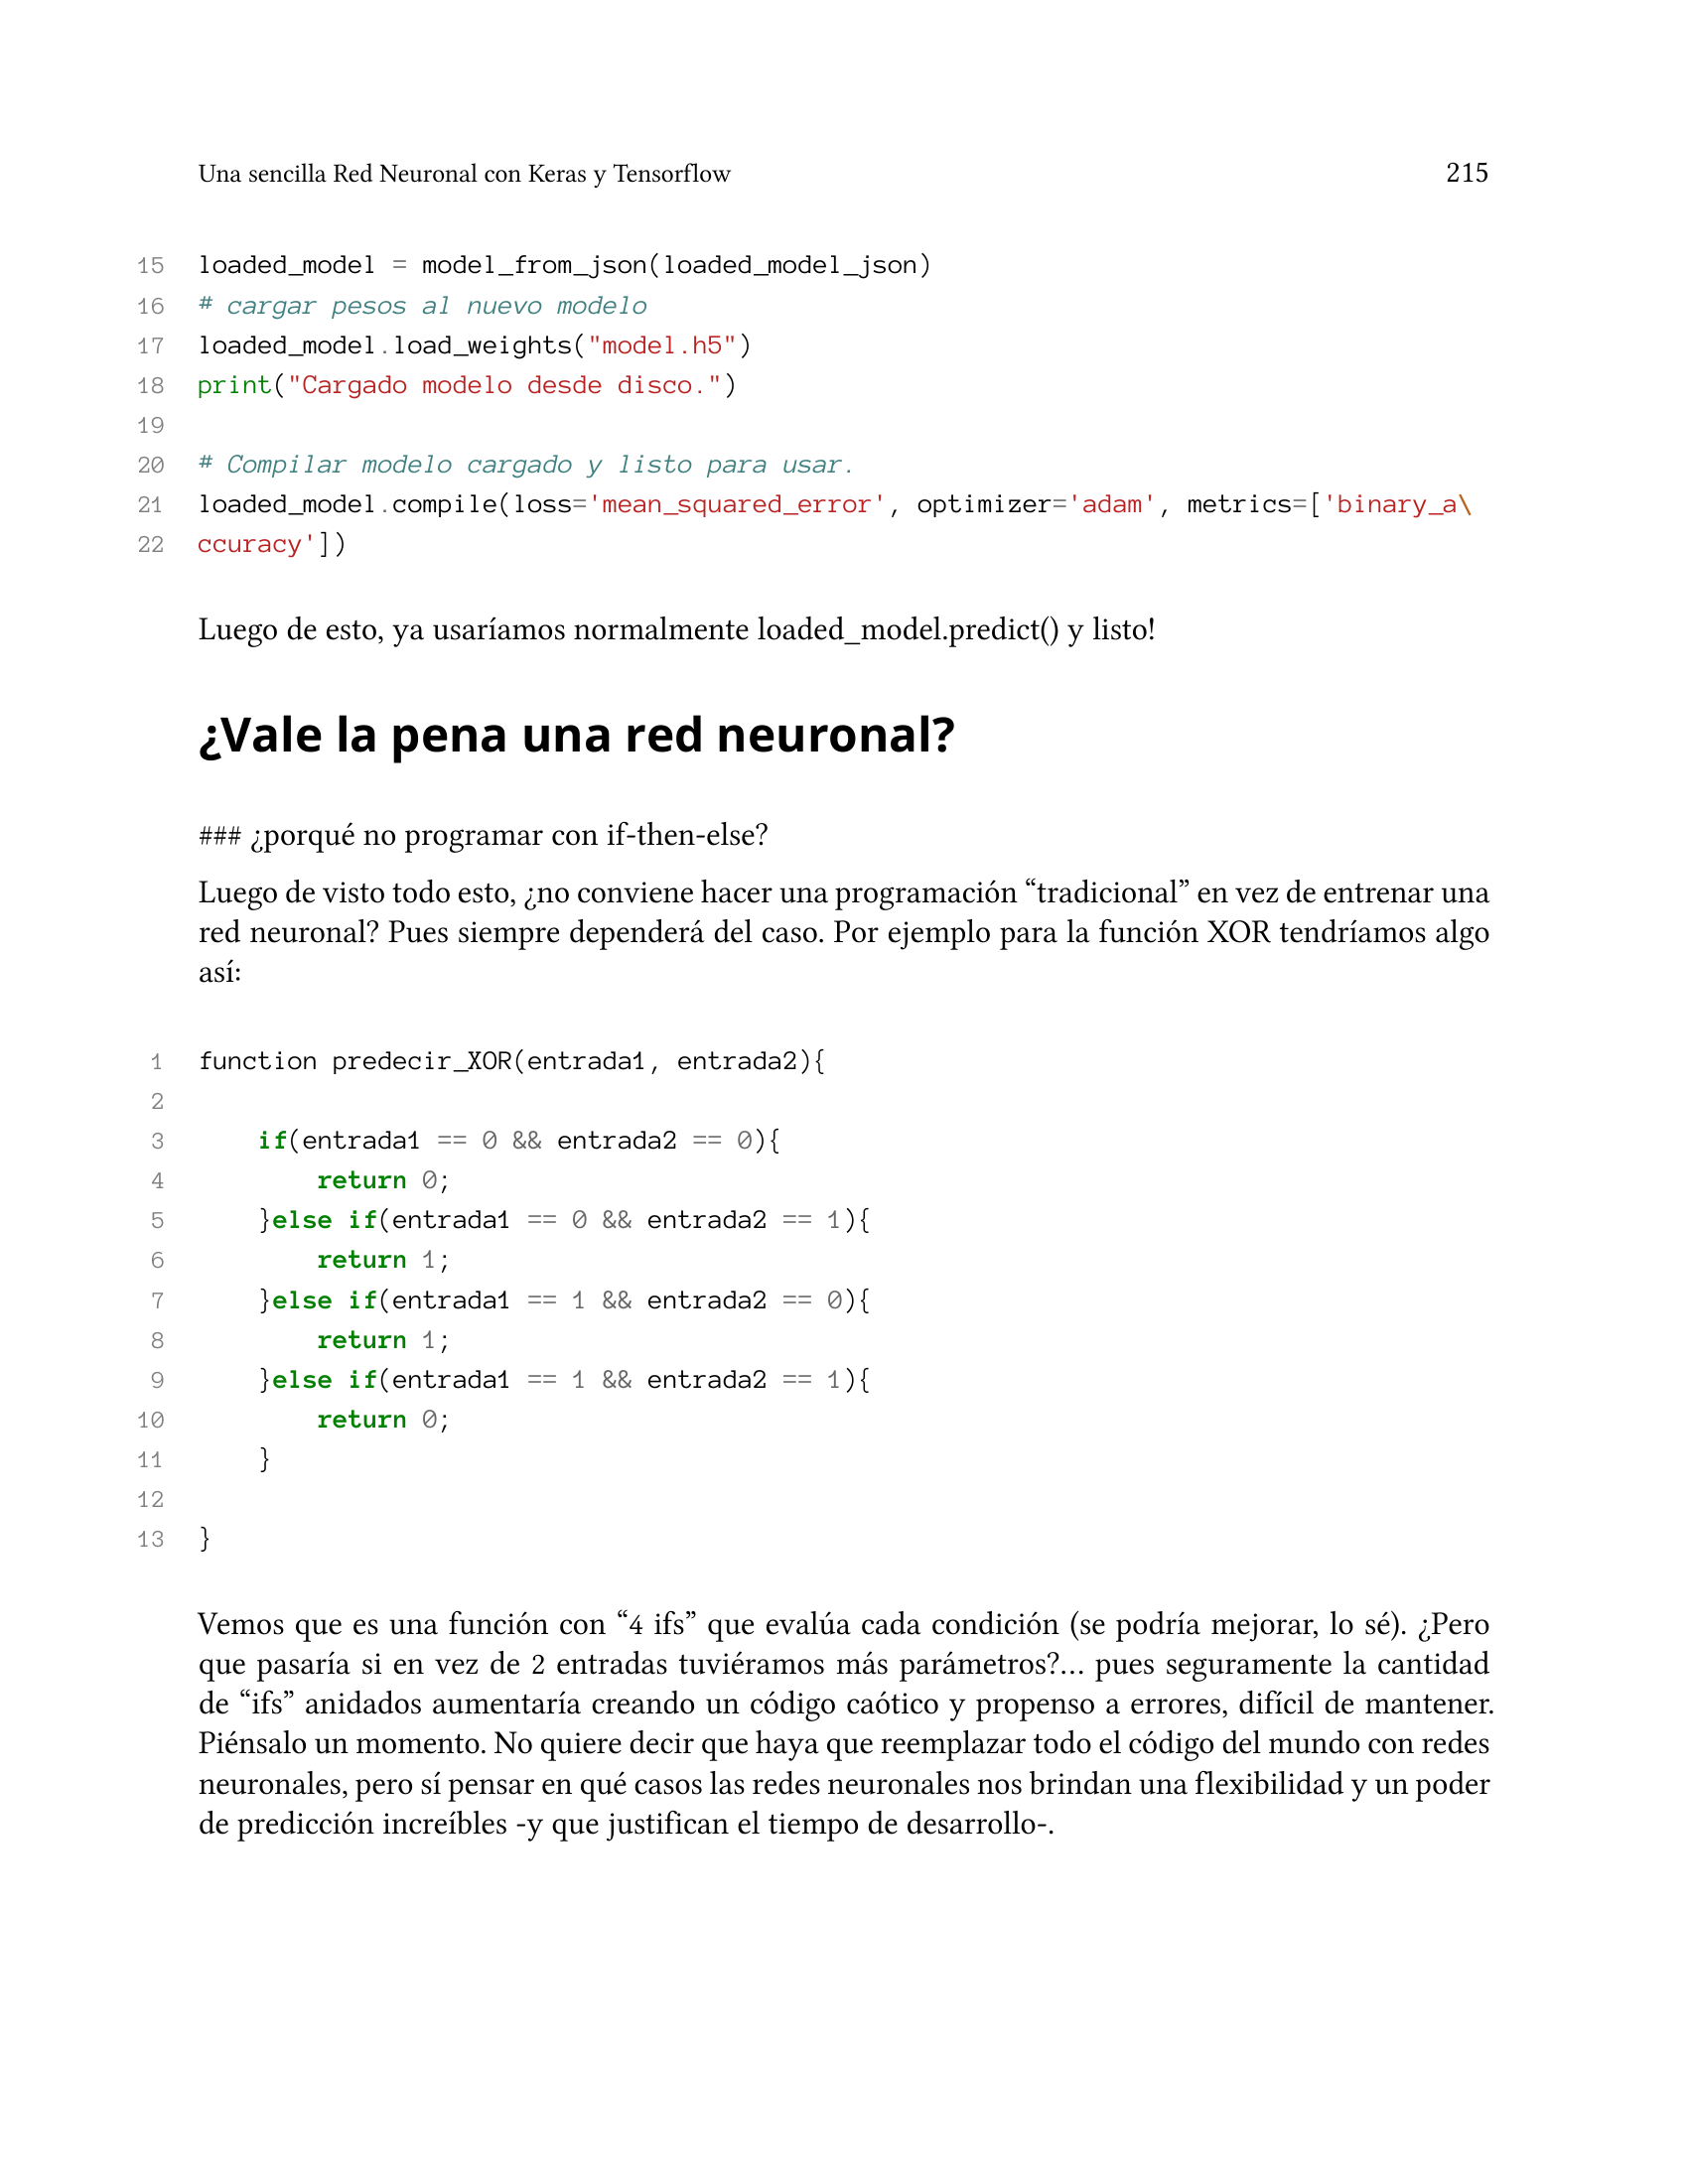 Una sencilla Red Neuronal con Keras y Tensorflow 215
15 loaded_model = model_from_json(loaded_model_json)
16 # cargar pesos al nuevo modelo
17 loaded_model.load_weights("model.h5")
18 print("Cargado modelo desde disco.")
19
20 # Compilar modelo cargado y listo para usar.
21 loaded_model.compile(loss='mean_squared_error', optimizer='adam', metrics=['binary_a\
22 ccuracy'])
Luego de esto, ya usaríamos normalmente loaded_model.predict() y listo!
¿Vale la pena una red neuronal?
### ¿porqué no programar con if-then-else?
Luego de visto todo esto, ¿no conviene hacer una programación “tradicional” en vez de entrenar una
red neuronal? Pues siempre dependerá del caso. Por ejemplo para la función XOR tendríamos algo
así:
1 function predecir_XOR(entrada1, entrada2){
2
3     if(entrada1 == 0 && entrada2 == 0){
4         return 0;
5     }else if(entrada1 == 0 && entrada2 == 1){
6         return 1;
7     }else if(entrada1 == 1 && entrada2 == 0){
8         return 1;
9     }else if(entrada1 == 1 && entrada2 == 1){
10         return 0;
11     }
12
13 }
Vemos que es una función con “4 ifs” que evalúa cada condición (se podría mejorar, lo sé). ¿Pero
que pasaría si en vez de 2 entradas tuviéramos más parámetros?… pues seguramente la cantidad
de “ifs” anidados aumentaría creando un código caótico y propenso a errores, difícil de mantener.
Piénsalo un momento. No quiere decir que haya que reemplazar todo el código del mundo con redes
neuronales, pero sí pensar en qué casos las redes neuronales nos brindan una flexibilidad y un poder
de predicción increíbles -y que justifican el tiempo de desarrollo-.